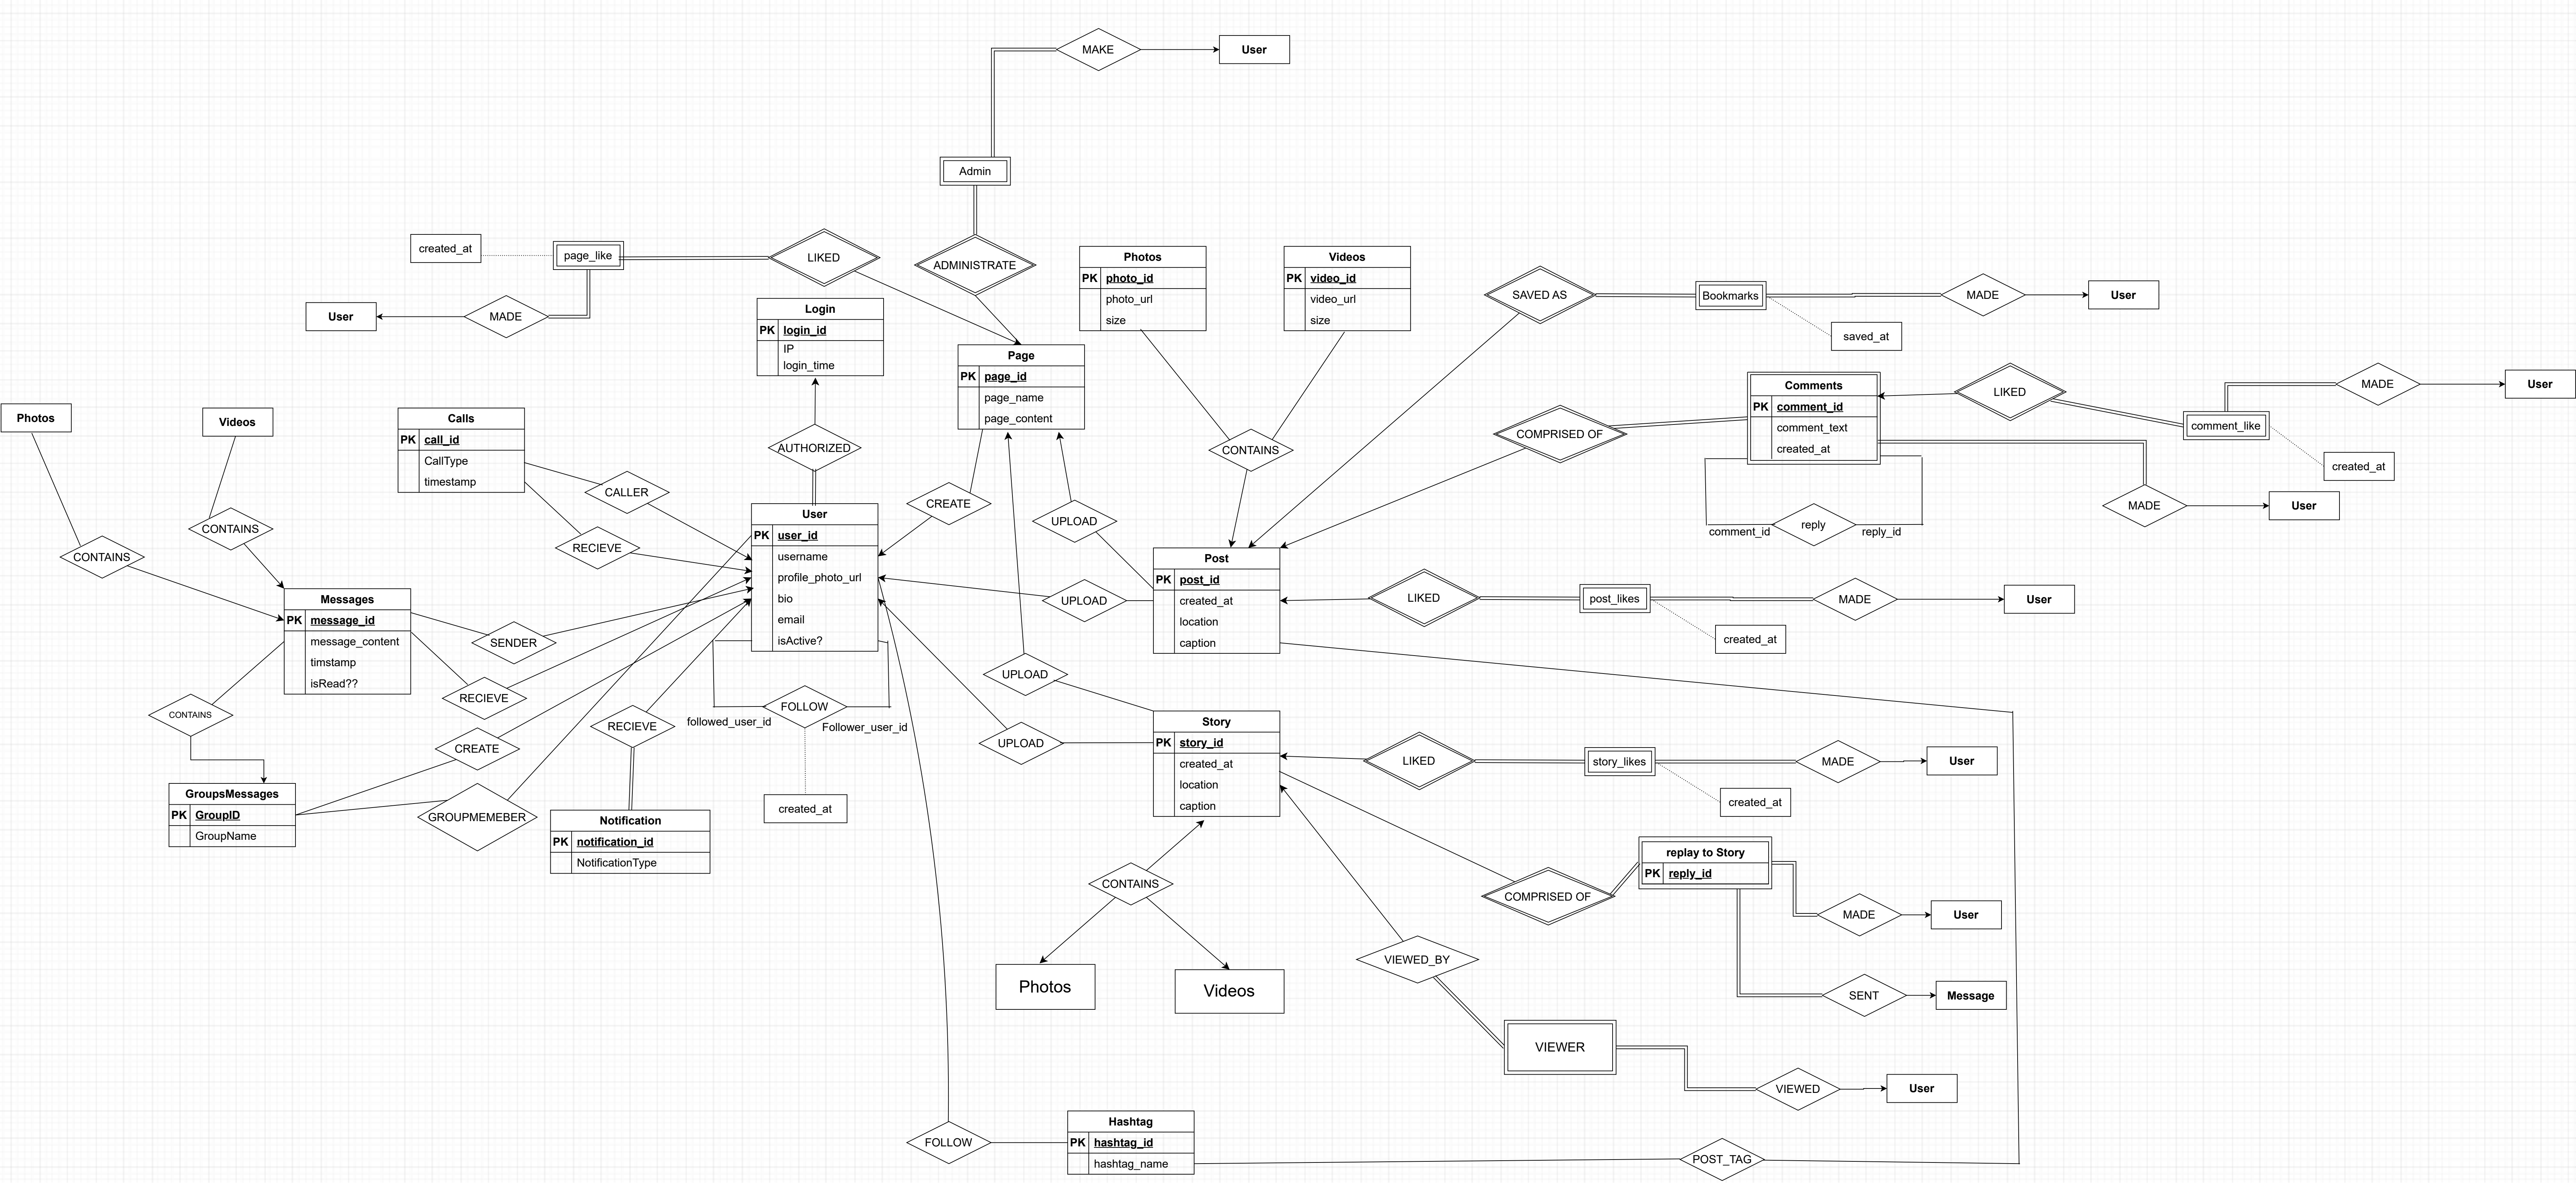 MAKE
User
Admin
created_at
page_like
LIKED
ADMINISTRATE
User
MADE
Login
PK login_id
IP
login_time
Page
PK page_id
page_name
page_content
Photos
PK photo_id
photo_url
size
Videos
PK video_id
video_url
size
SAVED AS
Bookmarks
MADE
User
saved_at
Photos
Videos
Calls
PK call_id
CallType
timestamp
AUTHORIZED
CALLER
RECIEVE
CREATE
UPLOAD
CONTAINS
COMPRISED OF
Comments
PK comment_id
comment_text
created_at
LIKED
comment_like
MADE
User
created_at
MADE
User
comment_id
reply
reply_id
CONTAINS
CONTAINS
User
PK user_id
username
profile_photo_url
bio
email
isActive?
Post
PK post_id
created_at
location
caption
UPLOAD
LIKED
post_likes
MADE
User
created_at
Messages
PK message_id
message_content
timstamp
isRead??
SENDER
RECIEVE
CONTAINS
CREATE
RECIEVE
followed_user_id
FOLLOW
Follower_user_id
created_at
UPLOAD
UPLOAD
Story
PK story_id
created_at
location
caption
LIKED
story_likes
MADE
User
created_at
GroupsMessages
PK GroupID
GroupName
GROUPMEMEBER
Notification
PK notification_id
NotificationType
CONTAINS
Photos
Videos
COMPRISED OF
replay to Story
PK reply_id
MADE
User
SENT
Message
VIEWED_BY
VIEWER
VIEWED
User
FOLLOW
Hashtag
PK hashtag_id
hashtag_name
POST_TAG